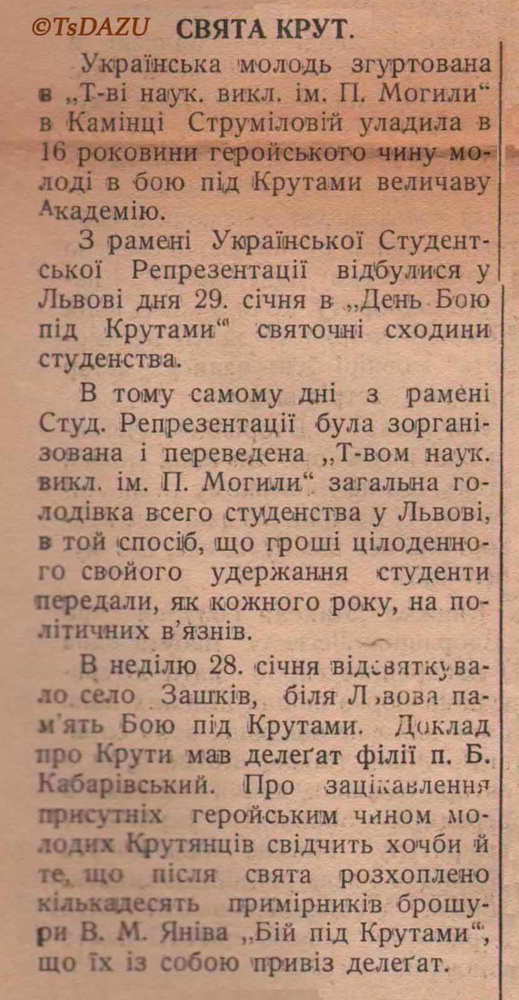 ©TsDAZU
СВЯТА КРУТ.
Українська молодь згуртована
в „Т-ві наук. викл. ім. П. Могили“
в Камінці Струміловій уладила в
16 роковини геройського чину мо-
лоді в бою під Крутами величаву
Академію.
З рамені Української Студент-
ської Репрезентації відбулися у
Львові дня 29. січня в „День Бою
під Крутами“ святочні сходини
студенства.
В тому самому дні з рамені
Студ. Репрезентації була зоргані-
зована і переведена „Т-вом наук.
викл. ім. П. Могили“ загальна го-
лодівка всего студенства у Львові,
в той спосіб, що гроші цілоденно-
го свойого удержання студенти
передали, як кожного року, на по-
літичних в’язнів.
В неділю 28. січня відсвяткува-
ло село Зашків, біля Львова па-
м’ять Бою під Крутами. Доклад
про Крути мав делеґат філії п. Б.
Кабарівський. Про зацікавлення
присутніх геройським чином мо-
лодих Крутянців свідчить хочби й
те, що після свята розхоплено
кількадесять примірників брошу-
ри В. М. Яніва „Бій під Крутами“,
що їх із собою привіз делеґат.